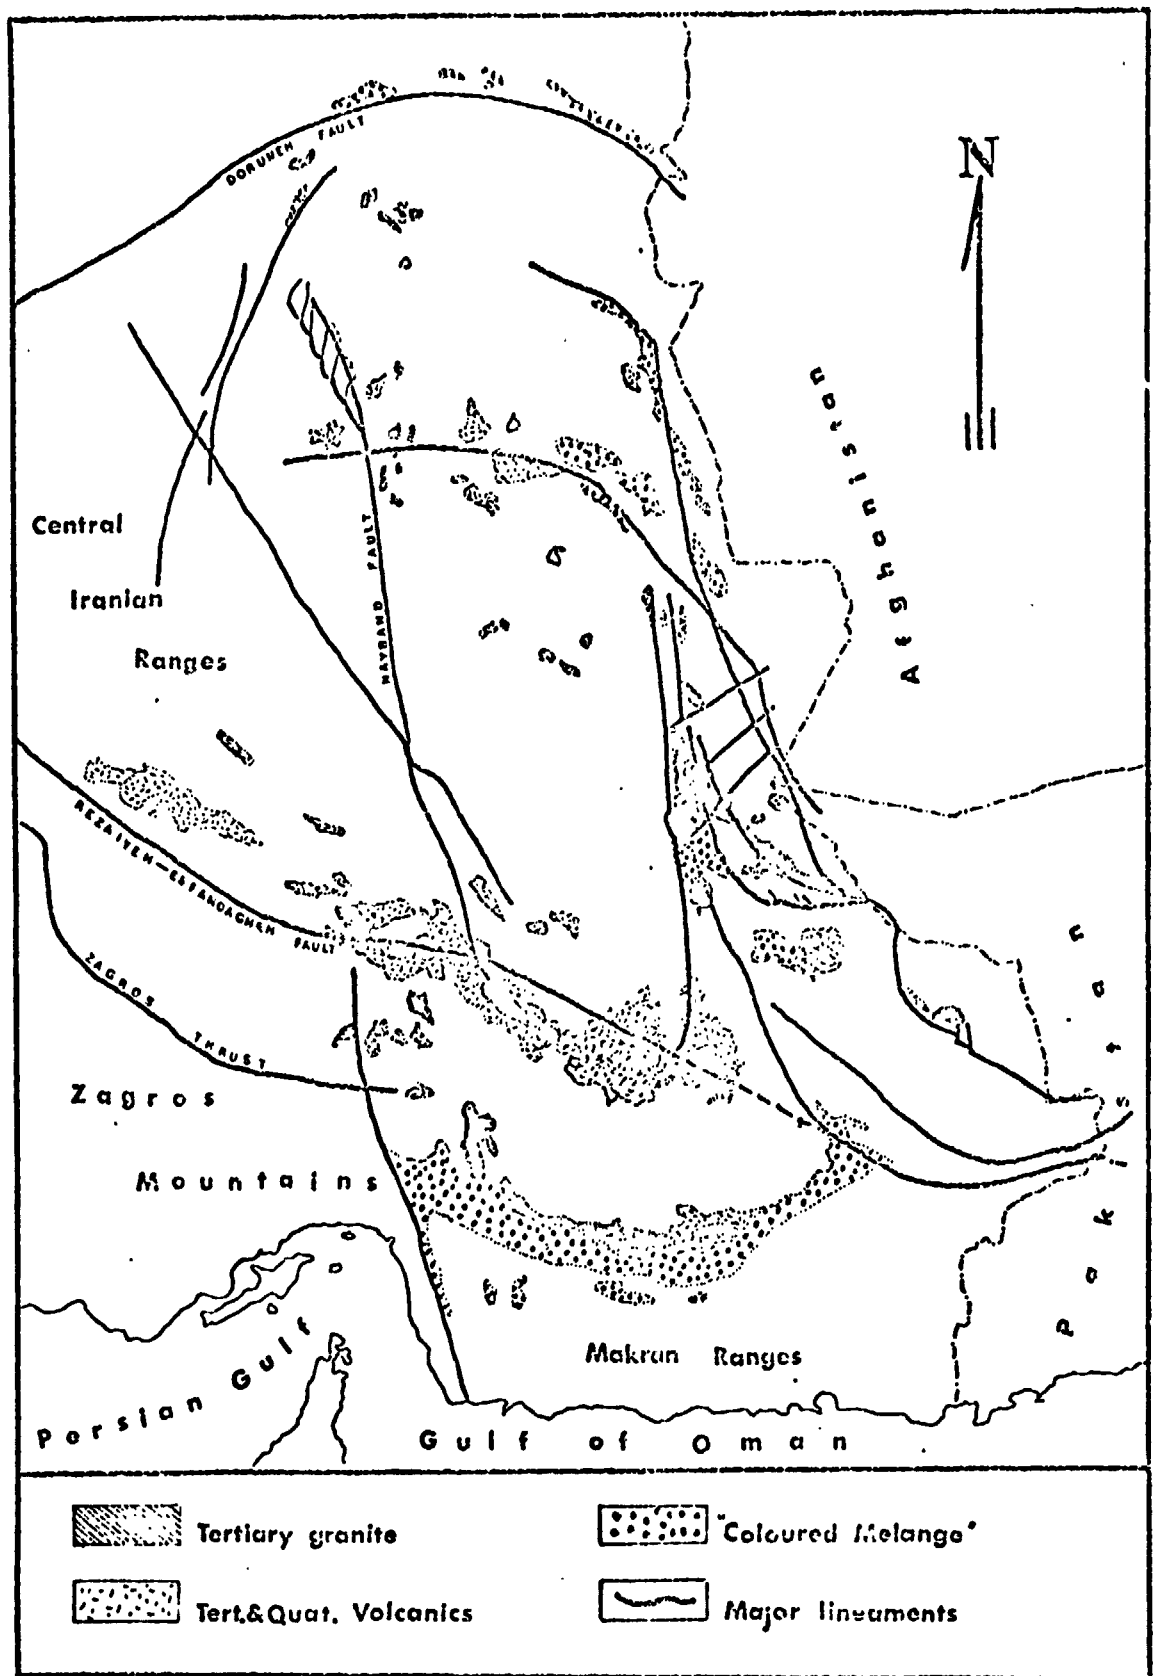 N
DORUNEH FAULT
Afghanistan
Central
Iranian
Ranges
NAYBAND FAULT
REZAIYEH-ESFANDAGHEH FAULT
ZAGROS THRUST
Zagros
Mountains
Pakistan
Persian Gulf
Makran Ranges
Gulf of Oman
Tertiary granite
"Coloured Melange"
Tert.&Quat. Volcanics
Major lineaments